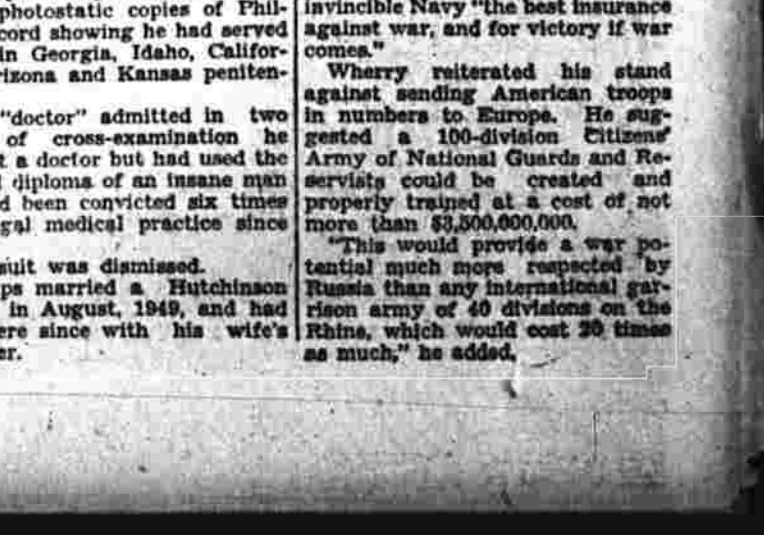 photostatic copies of Phil-
cord showing he had served
in Georgia, Idaho, Califor-
rizona and Kansas peniten-
"doctor" admitted in two
of cross-examination he
t a doctor but had used the
diploma of an insane man
d been convicted six times
gal medical practice since
suit was dismissed.
ps married a Hutchinson
in August, 1949, and had
ere since with his wife's
er.
invincible Navy "the best insurance
against war, and for victory if war
comes."
Wherry reiterated his stand
against sending American troops
in numbers to Europe. He sug-
gested a 100-division Citizens'
Army of National Guards and Re-
servists could be created and
properly trained at a cost of not
more than $3,500,000,000.
"This would provide a war po-
tential much more respected by
Russia than any international gar-
rison army of 40 divisions on the
Rhine, which would cost 20 times
as much," he added.